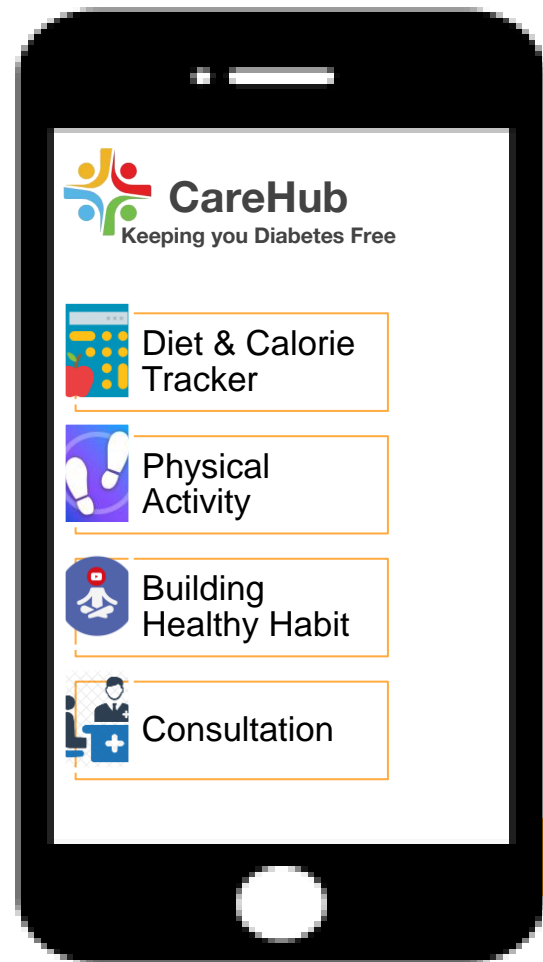 CareHub
Keeping you Diabetes Free
Diet & Calorie
Tracker
Physical
Activity
Building
Healthy Habit
Consultation